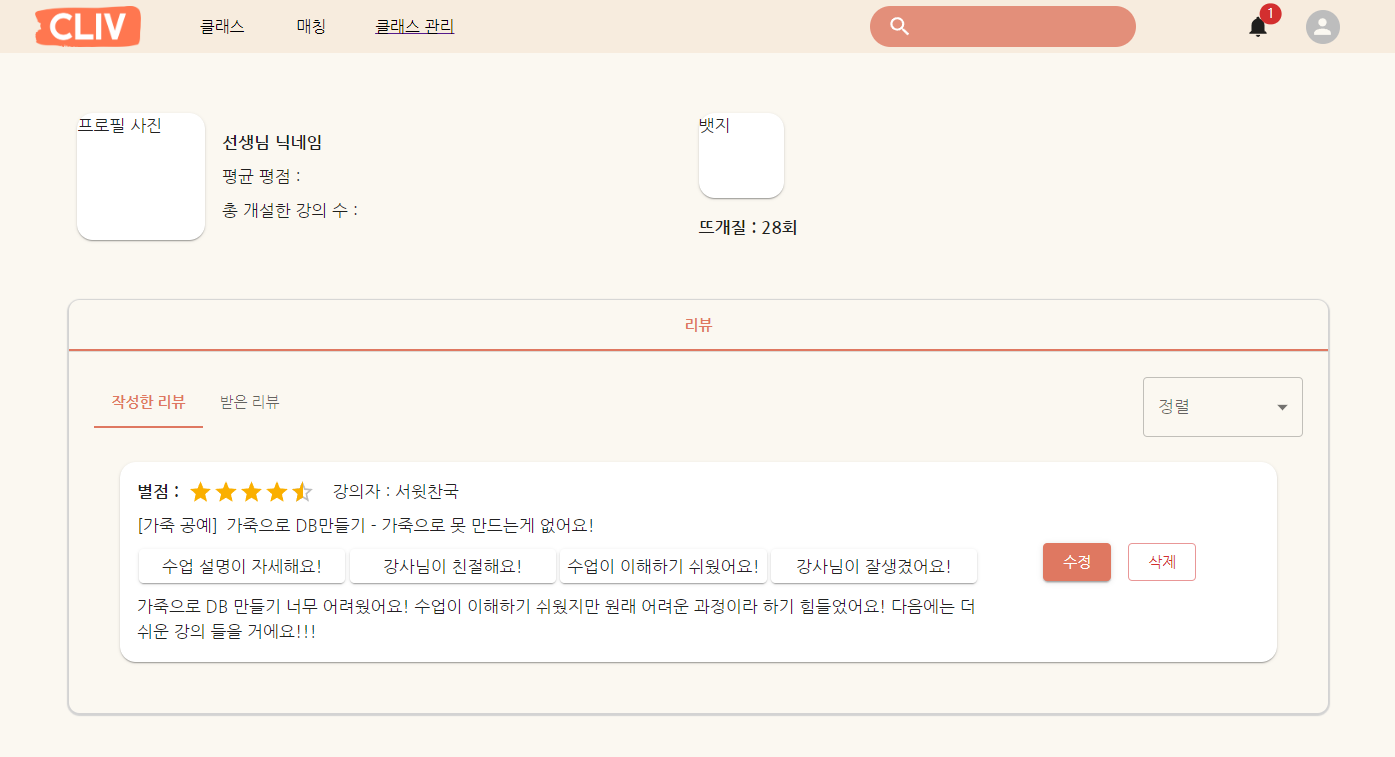 CLIV 클래스 매칭 클래스 관리 1
프로필 사진
선생님 닉네임
평균 평점 :
총 개설한 강의 수 :
뱃지
뜨개질 : 28회
리뷰
작성한 리뷰 받은 리뷰
정렬
별점 : 강의자 : 서윗찬국
[가죽 공예] 가죽으로 DB만들기 - 가죽으로 못 만드는게 없어요!
수업 설명이 자세해요! 강사님이 친절해요! 수업이 이해하기 쉬웠어요! 강사님이 잘생겼어요!
수정 삭제
가죽으로 DB 만들기 너무 어려웠어요! 수업이 이해하기 쉬웠지만 원래 어려운 과정이라 하기 힘들었어요! 다음에는 더
쉬운 강의 들을 거에요!!!